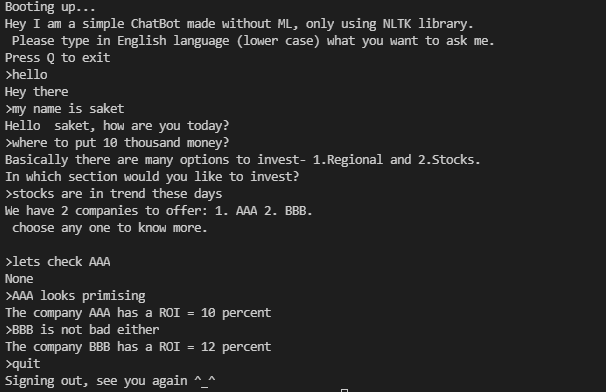 Booting up...
Hey I am a simple ChatBot made without ML, only using NLTK library.
Please type in English language (lower case) what you want to ask me.
Press Q to exit
>hello
Hey there
>my name is saket
Hello  saket, how are you today?
>where to put 10 thousand money?
Basically there are many options to invest- 1.Regional and 2.Stocks.
In which section would you like to invest?
>stocks are in trend these days
We have 2 companies to offer: 1. AAA 2. BBB.
choose any one to know more.
>lets check AAA
None
>AAA looks primising
The company AAA has a ROI = 10 percent
>BBB is not bad either
The company BBB has a ROI = 12 percent
>quit
Signing out, see you again ^_^